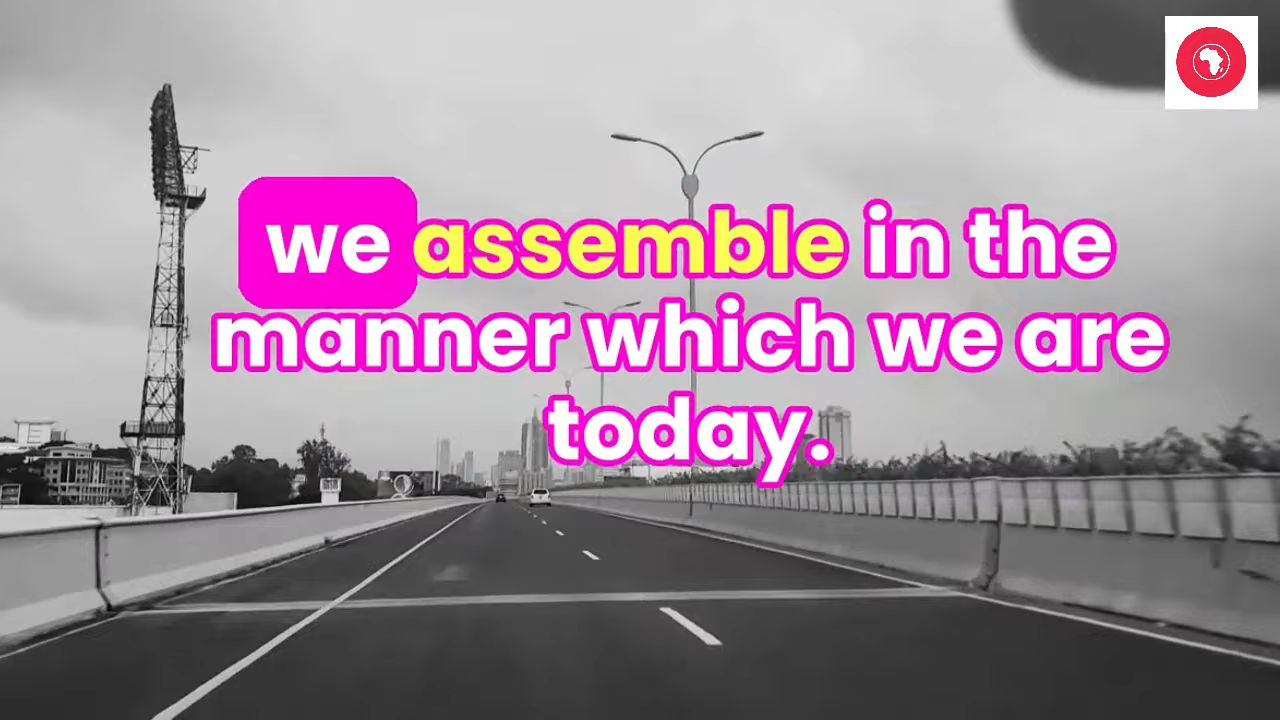 we assemble in the
manner which we are
today.